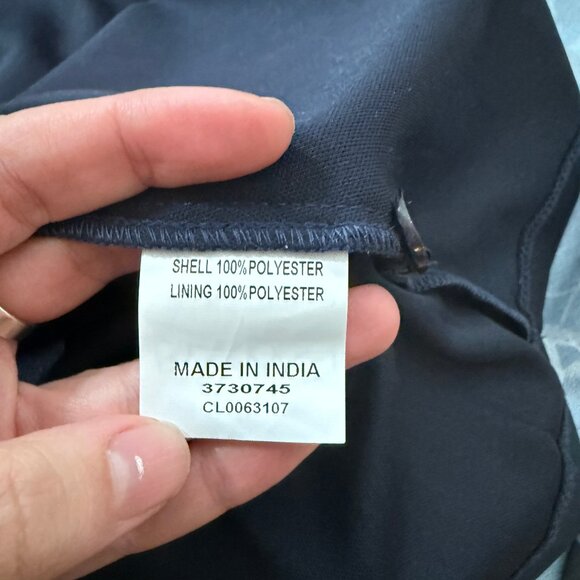 SHELL 100%POLYESTER
LINING 100%POLYESTER
MADE IN INDIA
3730745
CL0063107